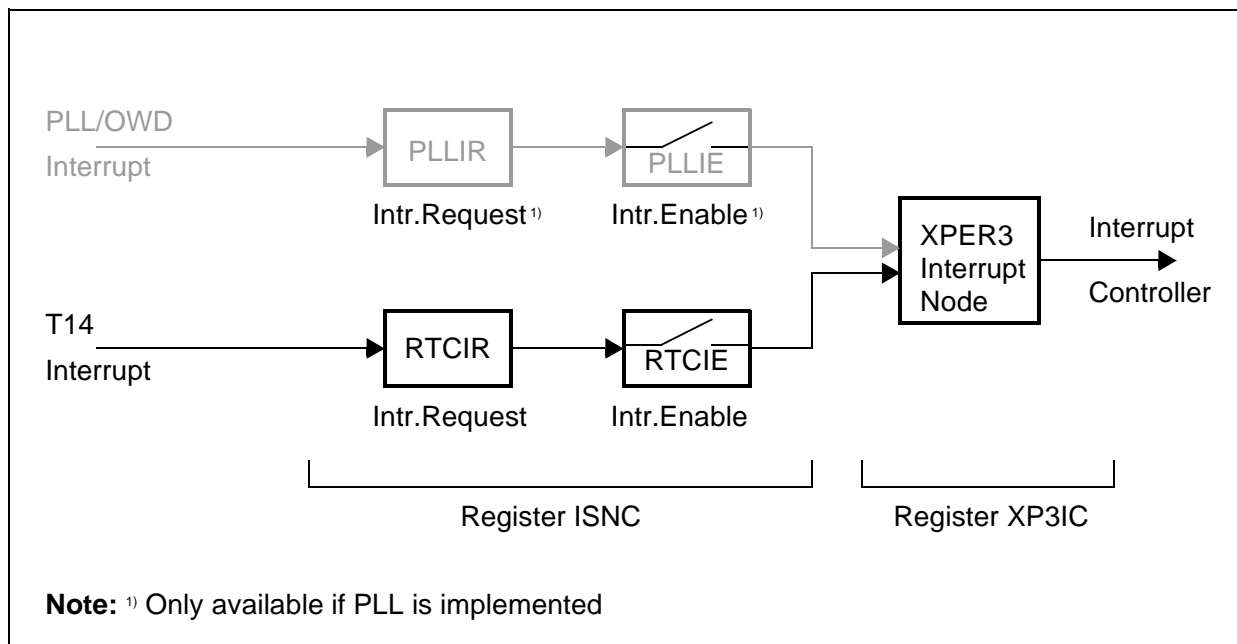 PLL/OWD
Interrupt
PLLIR
PLLIE
Intr.Request 1)
Intr.Enable 1)
XPER3
Interrupt
Node
Interrupt
Controller
T14
Interrupt
RTCIR
RTCIE
Intr.Request
Intr.Enable
Register ISNC
Register XP3IC
Note: 1) Only available if PLL is implemented